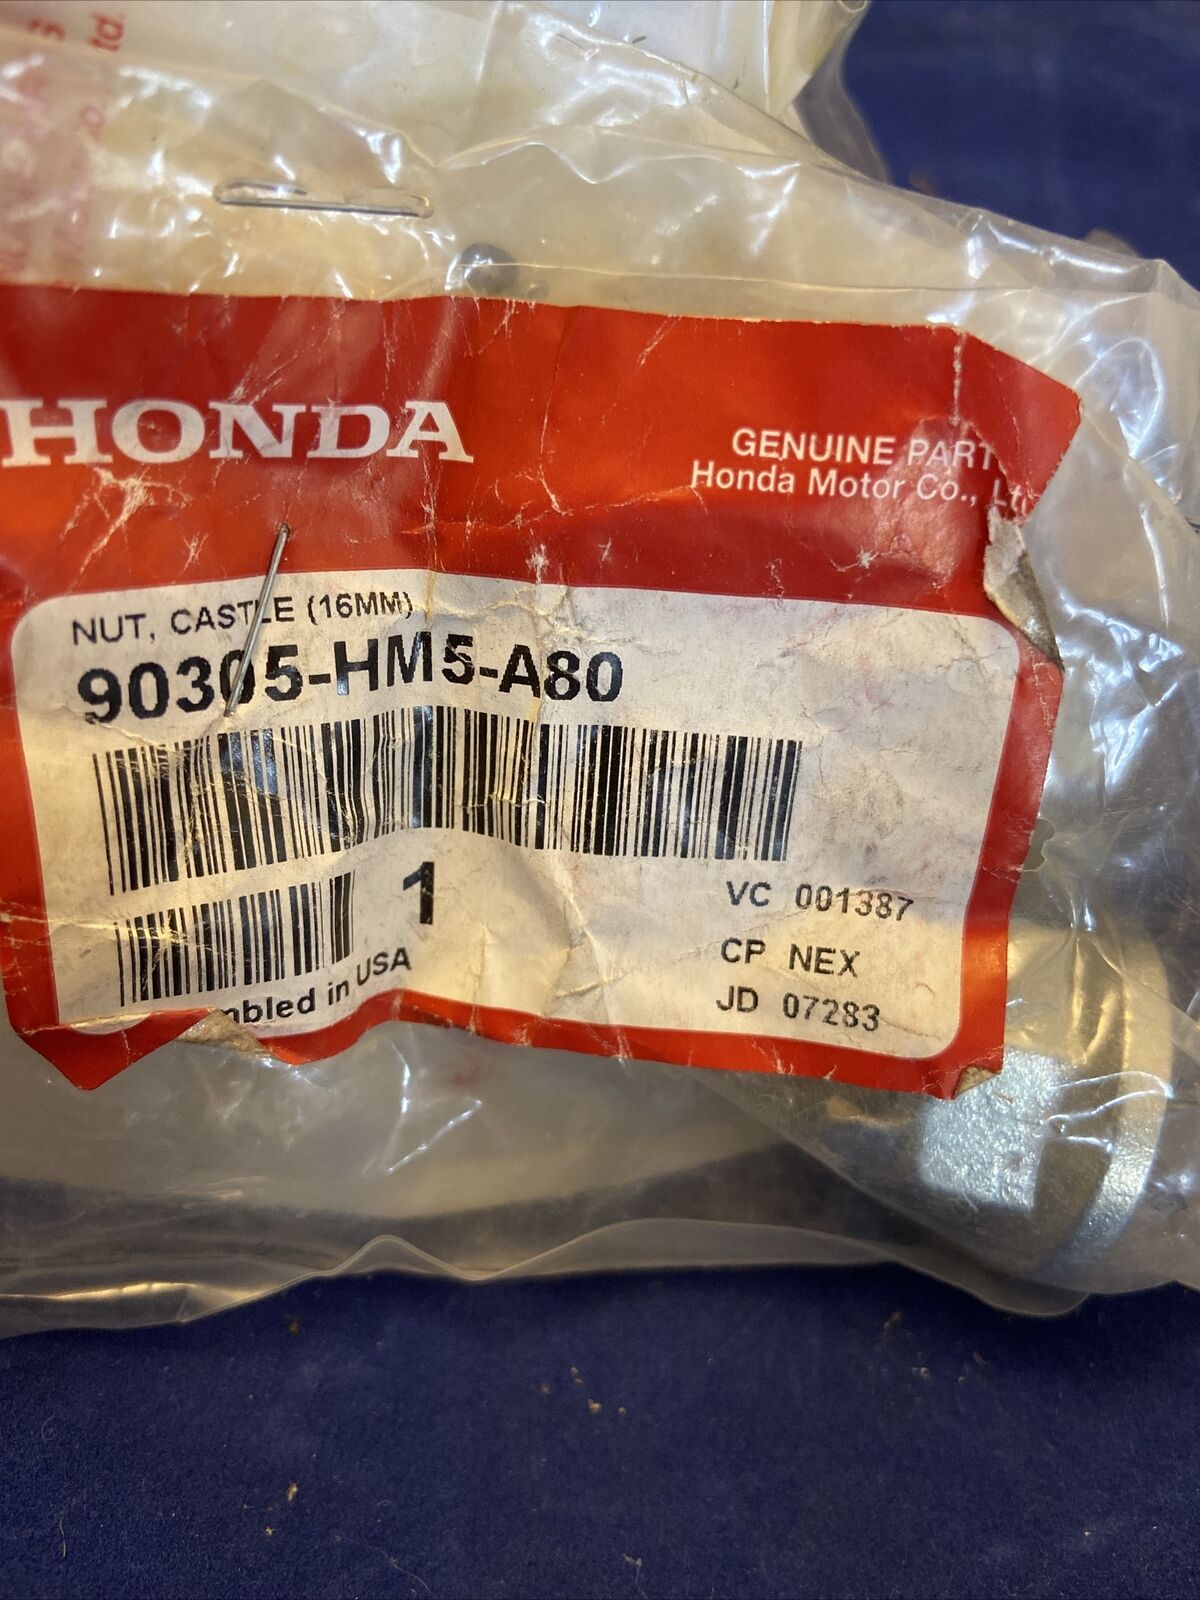 HONDA
GENUINE PART
Honda Motor Co., Lt
NUT, CASTLE (16MM)
90305-HM5-A80
1
VC 001387
CP NEX
JD 07283
mbled in USA
td.